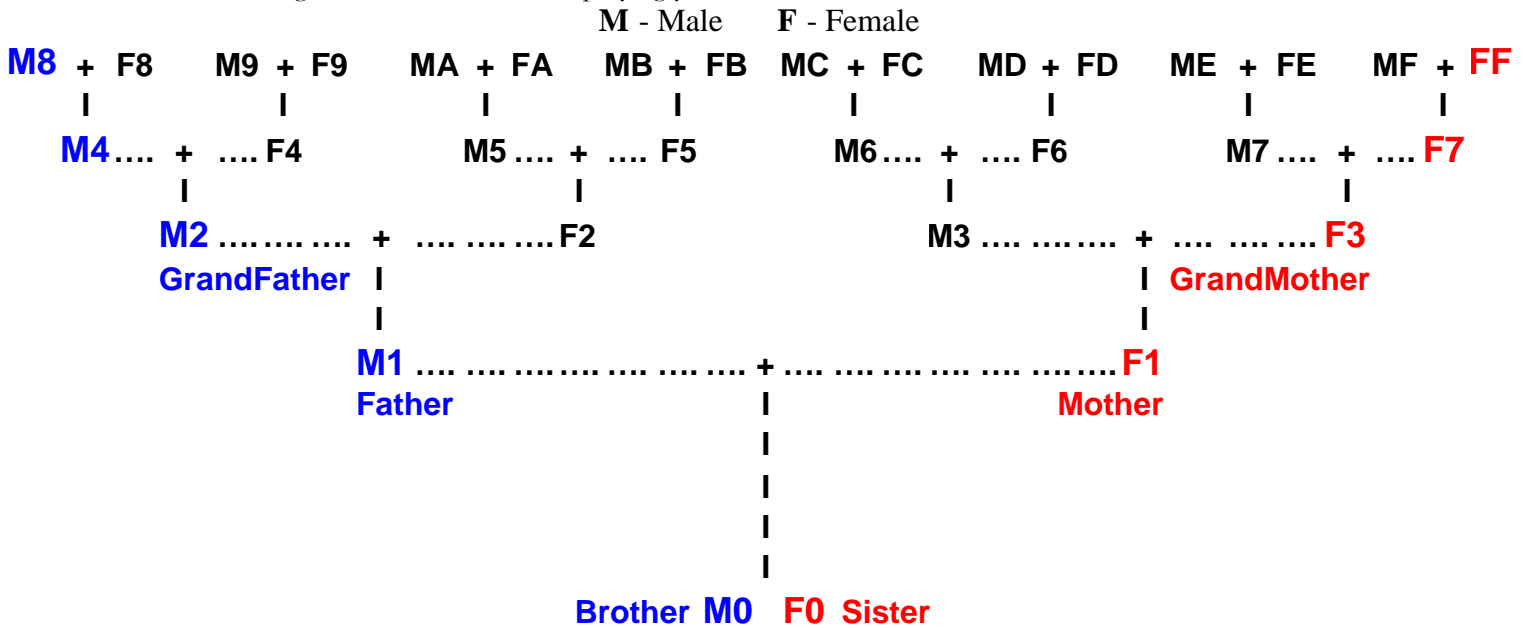 M - Male F - Female
M8 + F8 M9 + F9 MA + FA MB + FB MC + FC MD + FD ME + FE MF + FF
I I I I I I I I
M4 .... + .... F4 M5 .... + .... F5 M6 .... + .... F6 M7 .... + .... F7
I I I I
M2 .... .... .... + .... .... .... F2 M3 .... .... .... + .... .... .... F3
GrandFather I I GrandMother
I I
M1 .... .... .... .... .... .... .... + .... .... .... .... .... .... .... F1
Father I Mother
I
I
I
I
Brother M0 F0 Sister